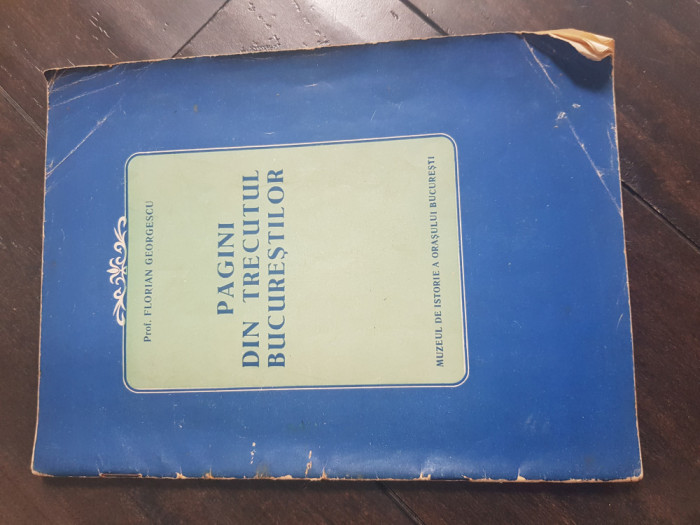 Prof. FLORIAN GEORGESCU
PAGINI
DIN TRECUTUL
BUCUREȘTILOR
MUZEUL DE ISTORIE A ORAȘULUI BUCUREȘTI